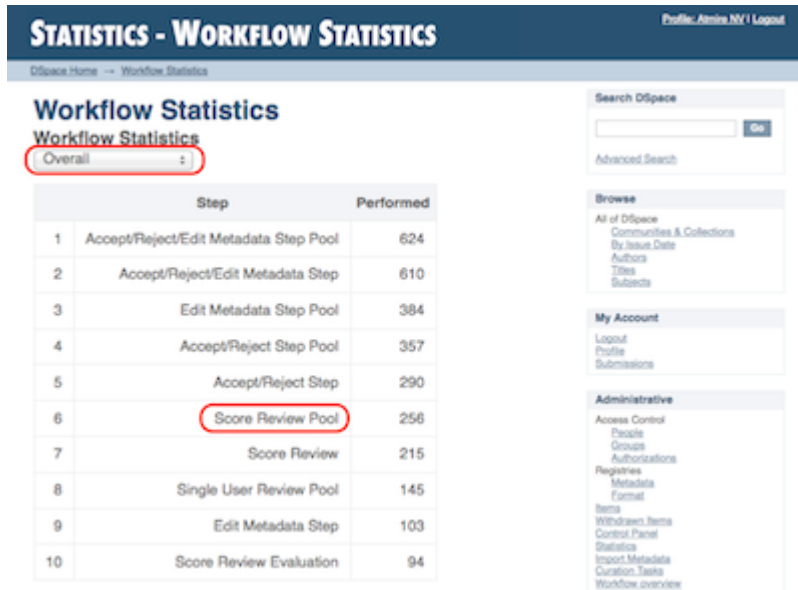 STATISTICS - WORKFLOW STATISTICS
Profile: Atmire NV | Logout
DSpace Home → Workflow Statistics
Workflow Statistics
Workflow Statistics
Overall
Step Performed
1 Accept/Reject/Edit Metadata Step Pool 624
2 Accept/Reject/Edit Metadata Step 610
3 Edit Metadata Step Pool 384
4 Accept/Reject Step Pool 357
5 Accept/Reject Step 290
6 Score Review Pool 256
7 Score Review 215
8 Single User Review Pool 145
9 Edit Metadata Step 103
10 Score Review Evaluation 94
Search DSpace
Go
Advanced Search
Browse
All of DSpace
Communities & Collections
By Issue Date
Authors
Titles
Subjects
My Account
Logout
Profile
Submissions
Administrative
Access Control
People
Groups
Authorizations
Registries
Metadata
Format
Items
Withdrawn Items
Control Panel
Statistics
Import Metadata
Curation Tasks
Workflow overview